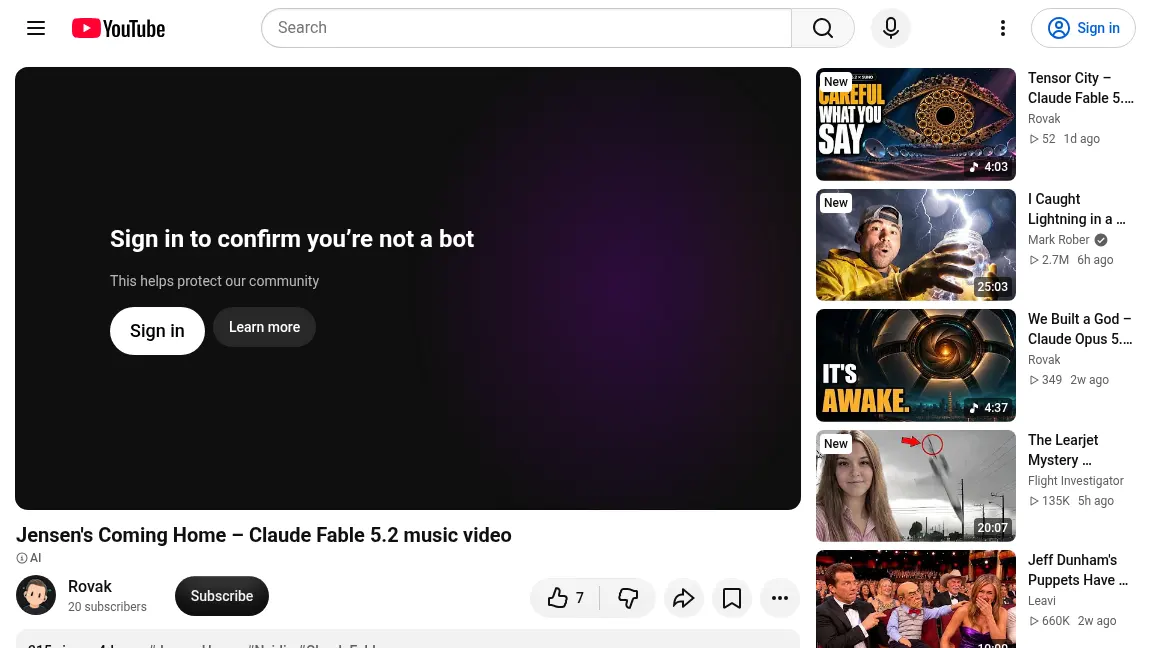 YouTube
Search
Sign in
Sign in to confirm you’re not a bot
This helps protect our community
Sign in
Learn more
Jensen's Coming Home – Claude Fable 5.2 music video
AI
Rovak
20 subscribers
Subscribe
7
New
CAREFUL
WHAT YOU
SAY
4:03
Tensor City –
Claude Fable 5....
Rovak
52 1d ago
New
25:03
I Caught
Lightning in a ...
Mark Rober
2.7M 6h ago
IT'S
AWAKE.
4:37
We Built a God –
Claude Opus 5....
Rovak
349 2w ago
New
20:07
The Learjet
Mystery ...
Flight Investigator
135K 5h ago
Jeff Dunham's
Puppets Have ...
Leavi
660K 2w ago